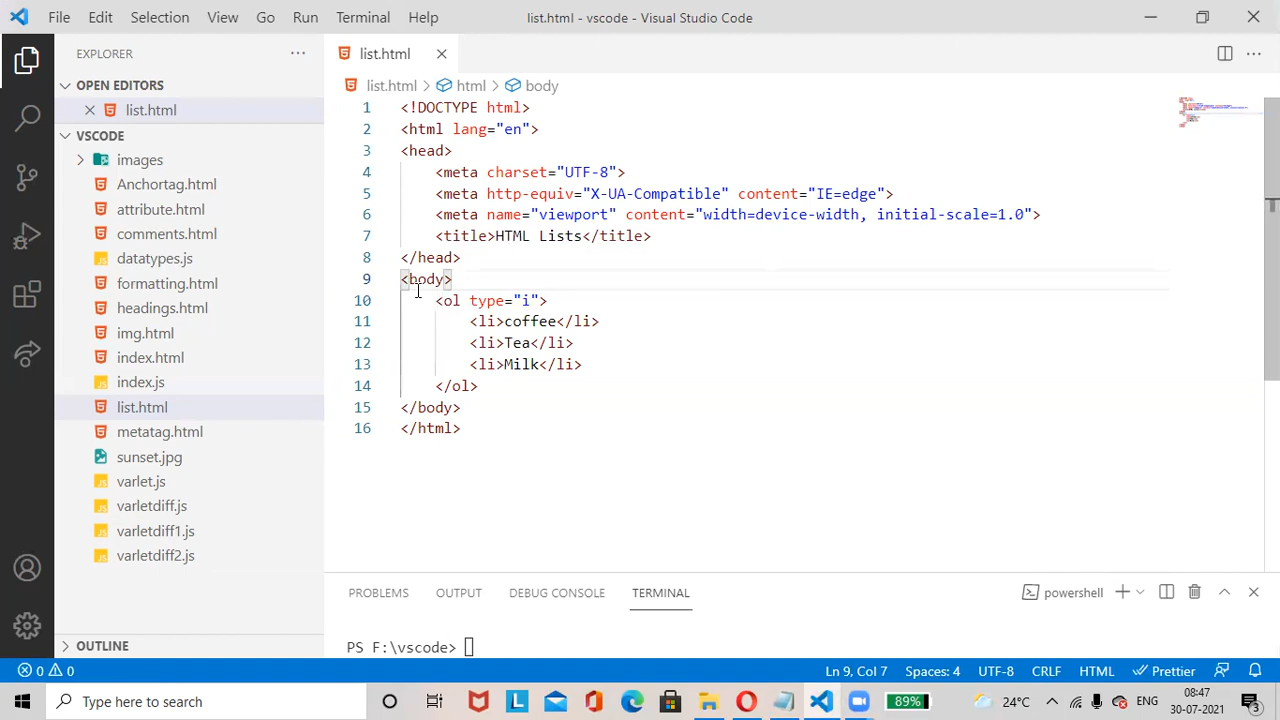 File Edit Selection View Go Run Terminal Help list.html - vscode - Visual Studio Code
EXPLORER
OPEN EDITORS
list.html
VSCODE
images
Anchortag.html
attribute.html
comments.html
datatypes.js
formatting.html
headings.html
img.html
index.html
index.js
list.html
metatag.html
sunset.jpg
varlet.js
varletdiff.js
varletdiff1.js
varletdiff2.js
OUTLINE
list.html
list.html > html > body
1 <!DOCTYPE html>
2 <html lang="en">
3 <head>
4 <meta charset="UTF-8">
5 <meta http-equiv="X-UA-Compatible" content="IE=edge">
6 <meta name="viewport" content="width=device-width, initial-scale=1.0">
7 <title>HTML Lists</title>
8 </head>
9 <body>
10 <ol type="i">
11 <li>coffee</li>
12 <li>Tea</li>
13 <li>Milk</li>
14 </ol>
15 </body>
16 </html>
PROBLEMS OUTPUT DEBUG CONSOLE TERMINAL powershell
PS F:\vscode>
0 0 Ln 9, Col 7 Spaces: 4 UTF-8 CRLF HTML Prettier
Type here to search L 89% 24°C ENG 08:47
30-07-2021 3